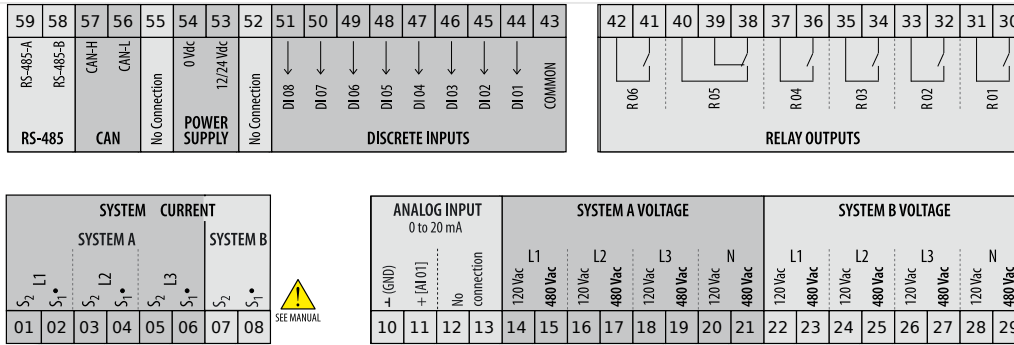 59 58 57 56 55 54 53 52 51 50 49 48 47 46 45 44 43
RS-485-A
RS-485-B
CAN-H
CAN-L
No Connection
0 Vdc
12/24 Vdc
No Connection
DI 08
DI 07
DI 06
DI 05
DI 04
DI 03
DI 02
DI 01
COMMON
RS-485
CAN
POWER
SUPPLY
DISCRETE INPUTS
42 41 40 39 38 37 36 35 34 33 32 31 30
R 06
R 05
R 04
R 03
R 02
R 01
RELAY OUTPUTS
SYSTEM CURRENT
SYSTEM A
SYSTEM B
L1
L2
L3
S2 S1• S2 S1• S2 S1• S2 S1•
01 02 03 04 05 06 07 08
SEE MANUAL
ANALOG INPUT
0 to 20 mA
⊥ (GND)
+ [AI 01]
No
connection
10 11 12 13
SYSTEM A VOLTAGE
L1 L2 L3 N
120 Vac 480 Vac 120 Vac 480 Vac 120 Vac 480 Vac 120 Vac 480 Vac
14 15 16 17 18 19 20 21
SYSTEM B VOLTAGE
L1 L2 L3 N
120 Vac 480 Vac 120 Vac 480 Vac 120 Vac 480 Vac 120 Vac 480 Vac
22 23 24 25 26 27 28 29